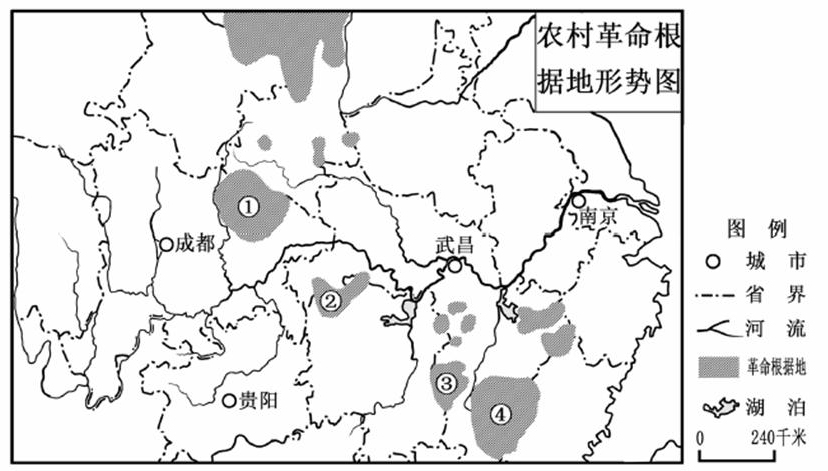 农村革命根
据地形势图
①
成都
南京
武昌
②
③
贵阳
④
图 例
城 市
省 界
河 流
革命根据地
湖 泊
0 240千米